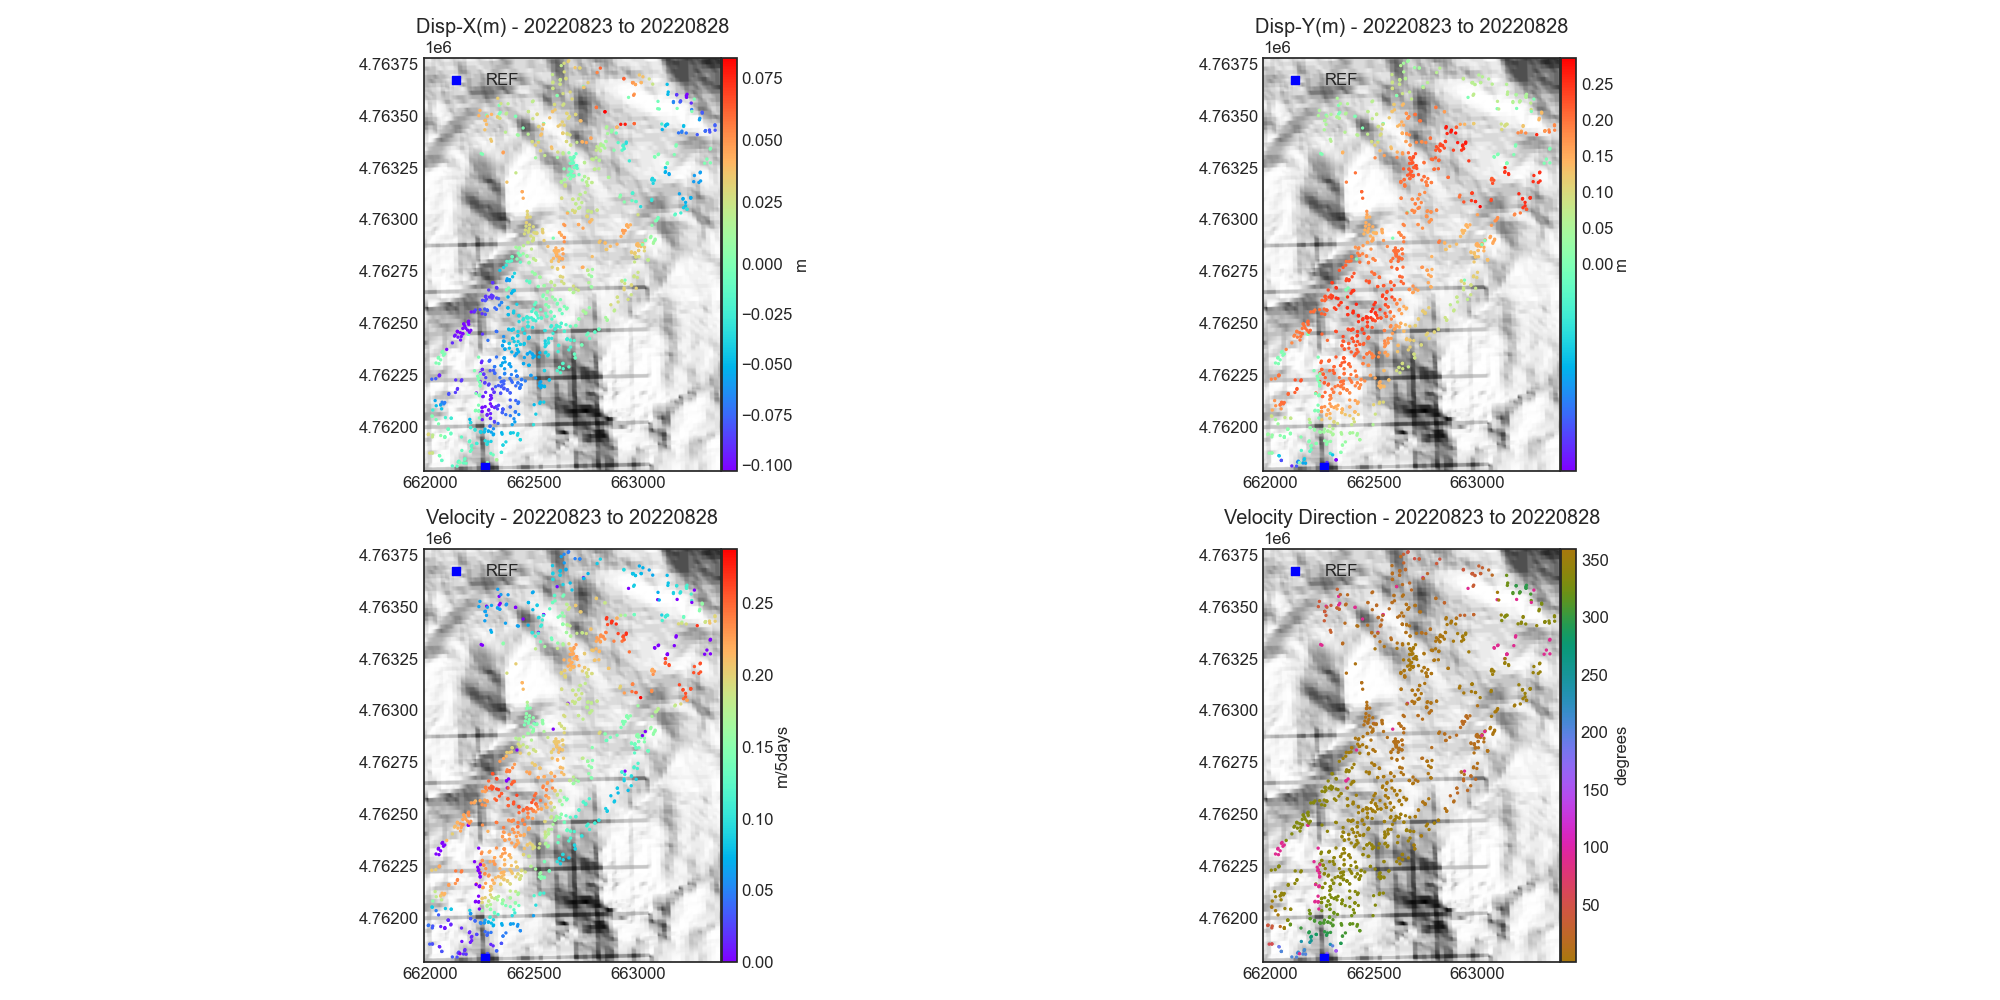 Disp-X(m) - 20220823 to 20220828
1e6
REF
4.76375
4.76350
4.76325
4.76300
4.76275
4.76250
4.76225
4.76200
662000 662500 663000
0.075
0.050
0.025
0.000
−0.025
−0.050
−0.075
−0.100
m
Disp-Y(m) - 20220823 to 20220828
1e6
REF
4.76375
4.76350
4.76325
4.76300
4.76275
4.76250
4.76225
4.76200
662000 662500 663000
0.25
0.20
0.15
0.10
0.05
0.00
m
Velocity - 20220823 to 20220828
1e6
REF
4.76375
4.76350
4.76325
4.76300
4.76275
4.76250
4.76225
4.76200
662000 662500 663000
0.25
0.20
0.15
0.10
0.05
0.00
m/5days
Velocity Direction - 20220823 to 20220828
1e6
REF
4.76375
4.76350
4.76325
4.76300
4.76275
4.76250
4.76225
4.76200
662000 662500 663000
350
300
250
200
150
100
50
degrees